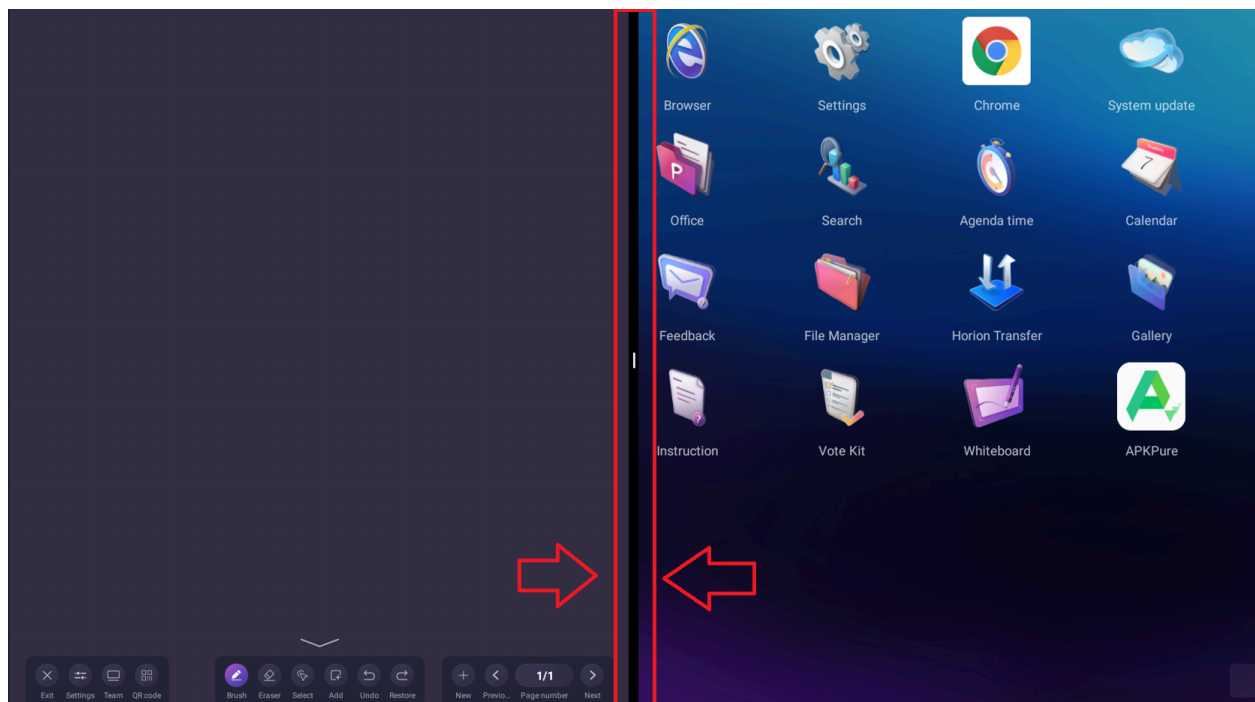 Browser
Settings
Chrome
System update
P
Office
Search
Agenda time
7
Calendar
?
Feedback
File Manager
Horion Transfer
Gallery
?
Instruction
Vote Kit
Whiteboard
APKPure
Exit
Settings
Team
QR code
Brush
Eraser
Select
Add
Undo
Restore
New
Previo...
1/1
Page number
Next